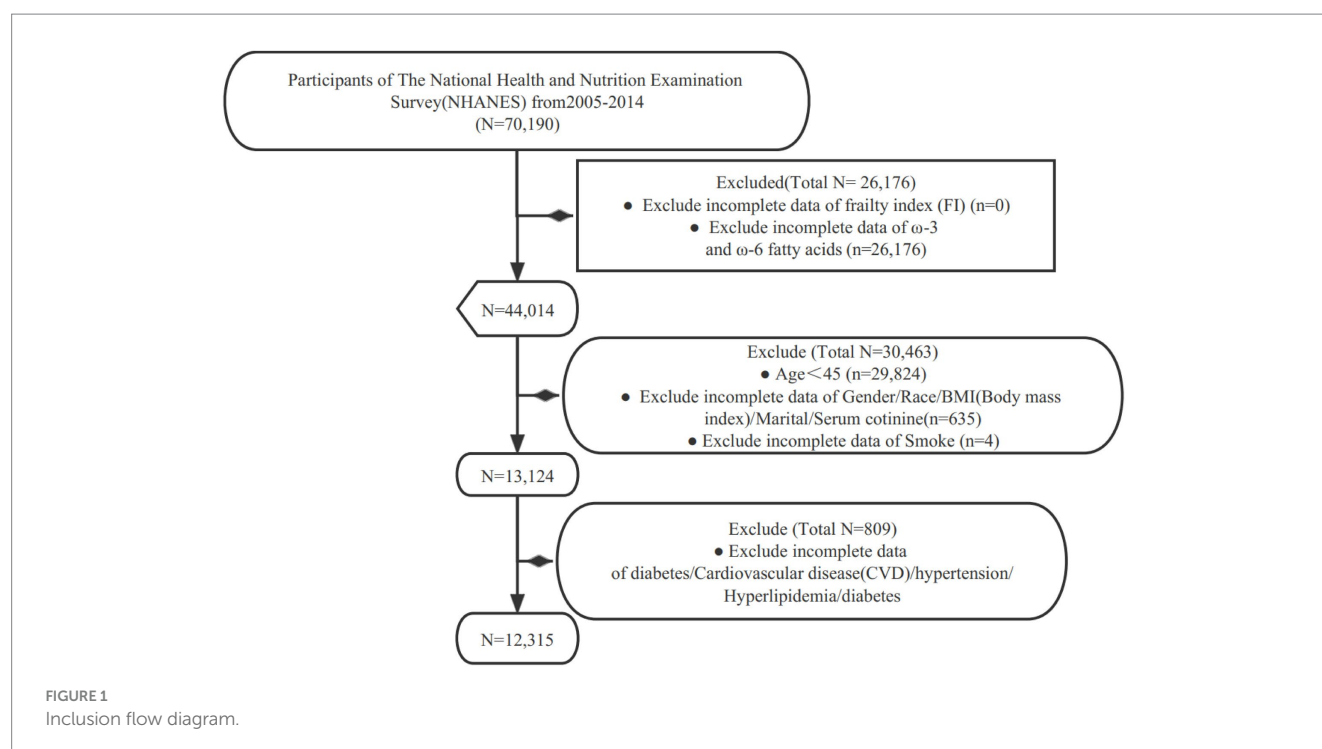 Participants of The National Health and Nutrition Examination
Survey(NHANES) from2005-2014
(N=70,190)
Excluded(Total N= 26,176)
● Exclude incomplete data of frailty index (FI) (n=0)
● Exclude incomplete data of ω-3
and ω-6 fatty acids (n=26,176)
N=44,014
Exclude (Total N=30,463)
● Age＜45 (n=29,824)
● Exclude incomplete data of Gender/Race/BMI(Body mass
index)/Marital/Serum cotinine(n=635)
● Exclude incomplete data of Smoke (n=4)
N=13,124
Exclude (Total N=809)
● Exclude incomplete data
of diabetes/Cardiovascular disease(CVD)/hypertension/
Hyperlipidemia/diabetes
N=12,315
FIGURE 1
Inclusion flow diagram.